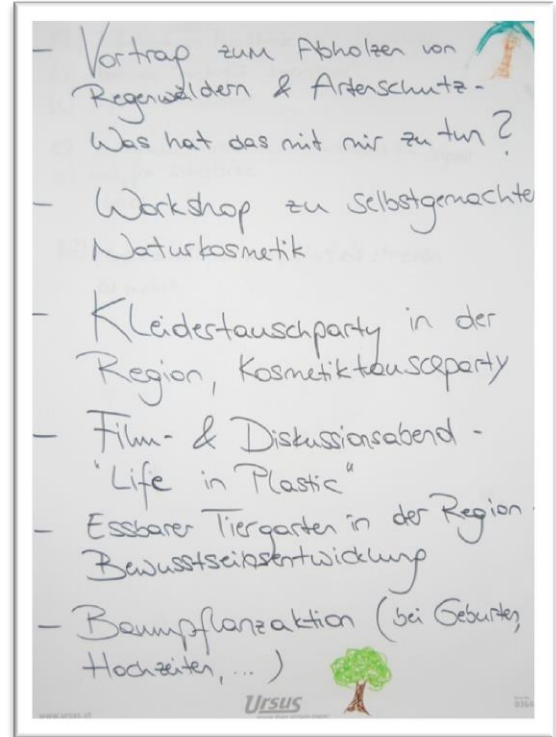 - Vortrag zum Abholzen von
Regenwäldern & Artenschutz -
Was hat das mit mir zu tun?
- Workshop zu selbstgemachte
Naturkosmetik
- Kleidertauschparty in der
Region, Kosmetiktauschparty
- Film- & Diskussionsabend -
"Life in Plastic"
- Essbarer Tiergarten in der Region -
Bewusstseinsentwicklung
- Baumpflanzaktion (bei Geburten,
Hochzeiten, ...)
Ursus
www.ursus.at